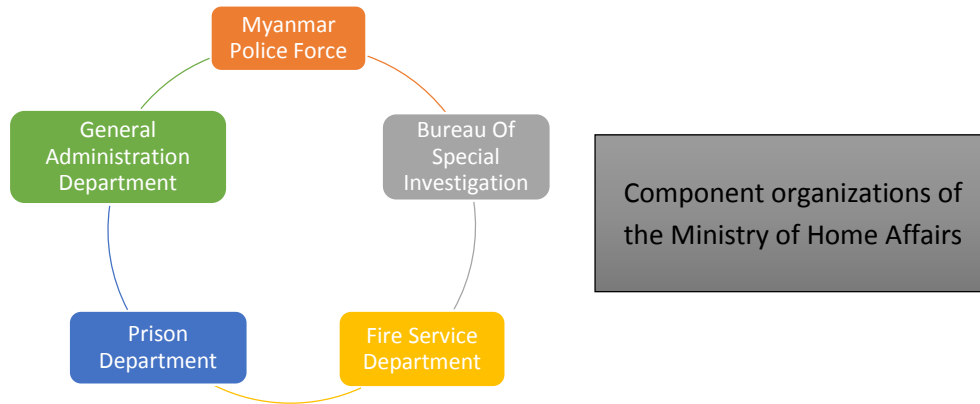 Myanmar
Police Force
General
Administration
Department
Bureau Of
Special
Investigation
Component organizations of
the Ministry of Home Affairs
Prison
Department
Fire Service
Department